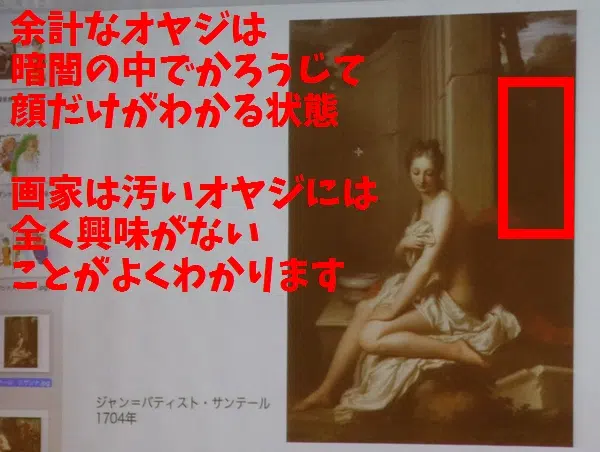 余計なオヤジは
暗闇の中でかろうじて
顔だけがわかる状態
画家は汚いオヤジには
全く興味がない
ことがよくわかります
ジャン=バティスト・サンテール
1704年